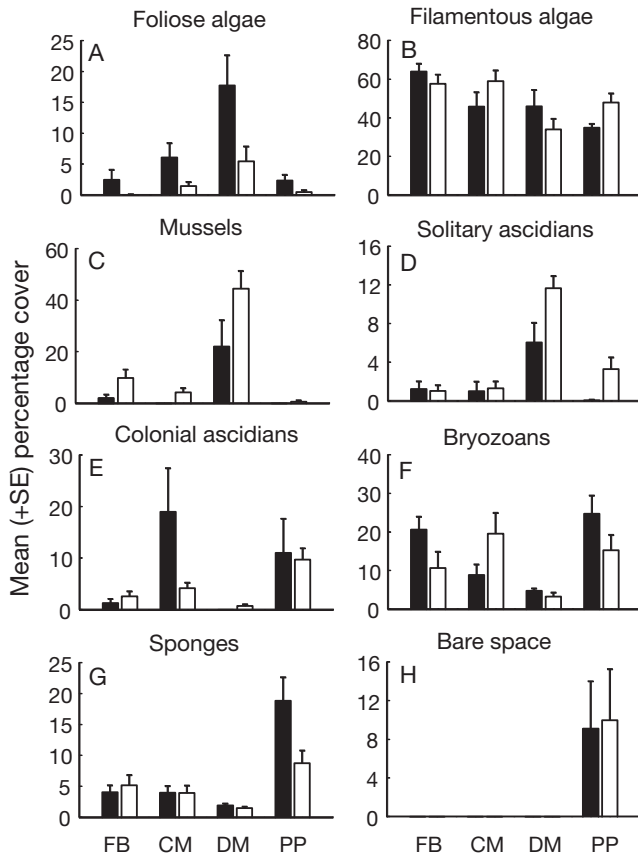 Foliose algae
Filamentous algae
A
25
20
15
10
5
0
B
80
60
40
20
0
Mussels
Solitary ascidians
C
60
40
20
0
D
16
12
8
4
0
Colonial ascidians
Bryozoans
E
30
20
10
0
F
40
30
20
10
0
Sponges
Bare space
G
25
20
15
10
5
0
H
16
12
8
4
0
FB CM DM PP
FB CM DM PP
Mean (+SE) percentage cover